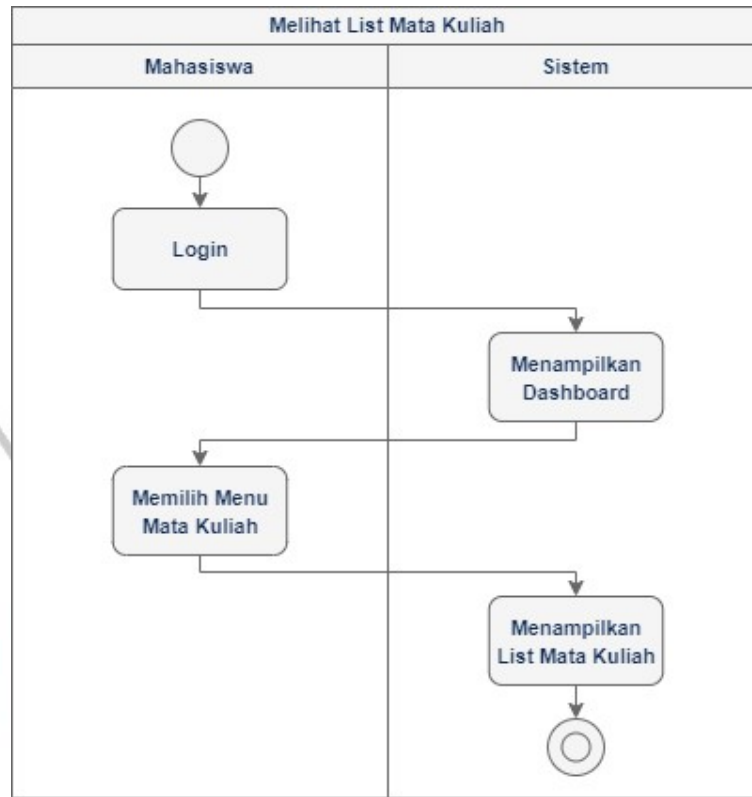 Melihat List Mata Kuliah
Mahasiswa
Sistem
Login
Menampilkan
Dashboard
Memilih Menu
Mata Kuliah
Menampilkan
List Mata Kuliah